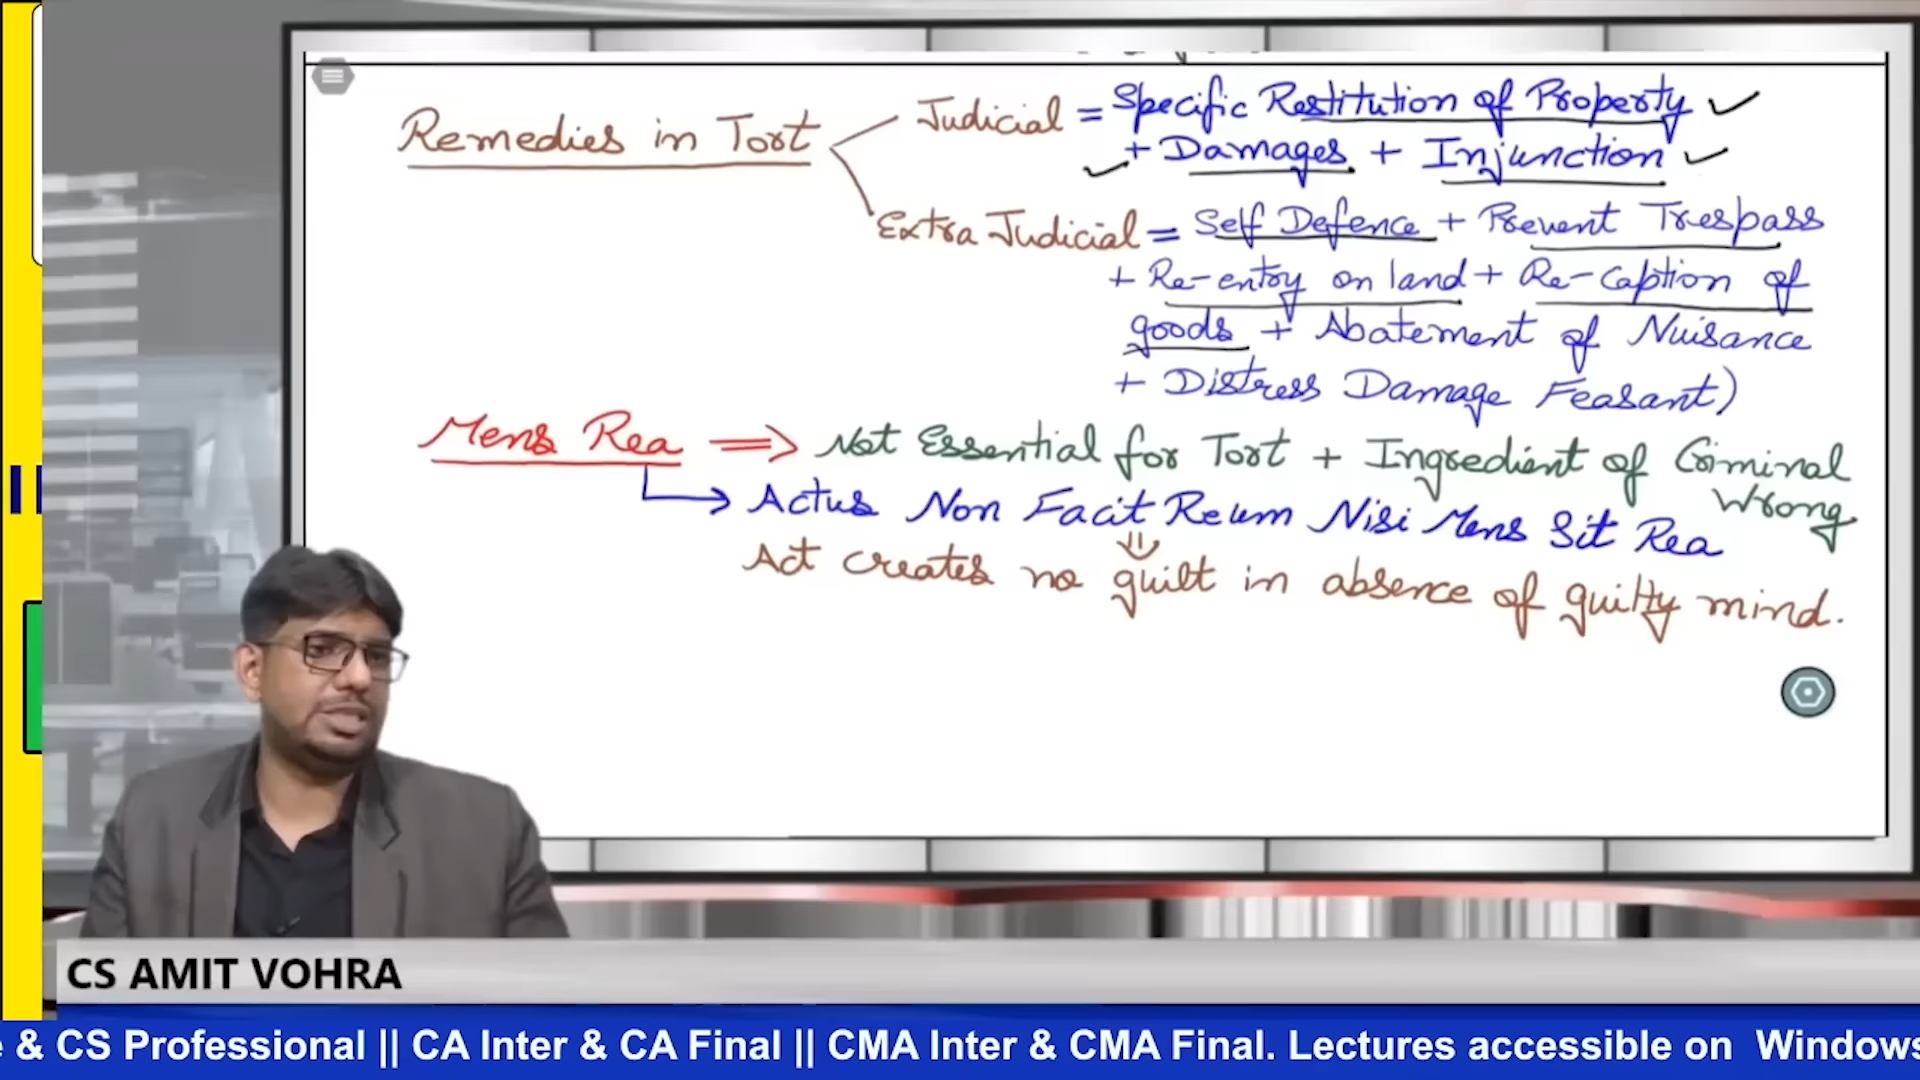 Remedies in Tort
Judicial = Specific Restitution of Property ✓
✓ + Damages + Injunction ✓
Extra Judicial = Self Defence + Prevent Trespass
+ Re-entry on land + Re-caption of
goods + Abatement of Nuisance
+ Distress Damage Feasant)
Mens Rea ⇒ Not Essential for Tort + Ingredient of Criminal
Wrong
→ Actus Non Facit Reum Nisi Mens Sit Rea
Act creates no guilt in absence of guilty mind.
CS AMIT VOHRA
& CS Professional || CA Inter & CA Final || CMA Inter & CMA Final. Lectures accessible on Windows